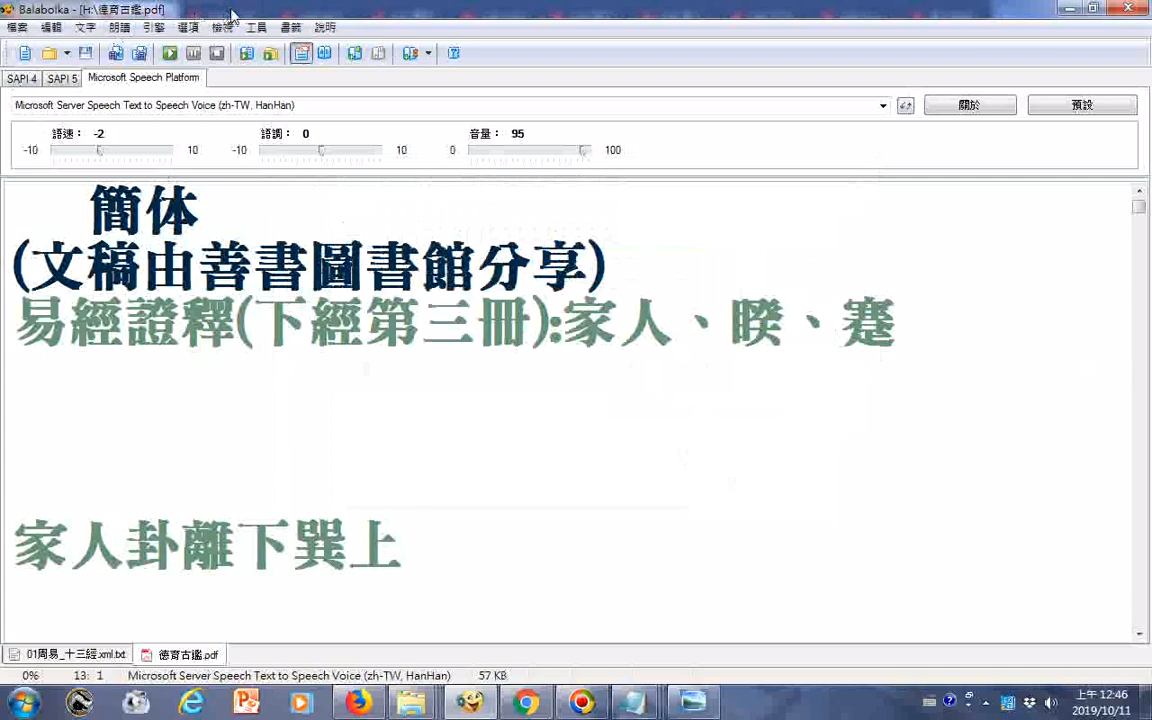 Balabolka - [H:\德育古鑑.pdf]
檔案 編輯 文字 朗讀 引擎 選項 檢視 工具 書籤 說明
SAPI 4 SAPI 5 Microsoft Speech Platform
Microsoft Server Speech Text to Speech Voice (zh-TW, HanHan) 關於 預設
語速： -2 語調： 0 音量： 95
-10 10 -10 10 0 100
簡体
(文稿由善書圖書館分享)
易經證釋(下經第三冊):家人、睽、蹇
家人卦離下巽上
01周易_十三經.xml.txt 德育古鑑.pdf
0% 13: 1 Microsoft Server Speech Text to Speech Voice (zh-TW, HanHan) 57 KB
上午 12:46
2019/10/11